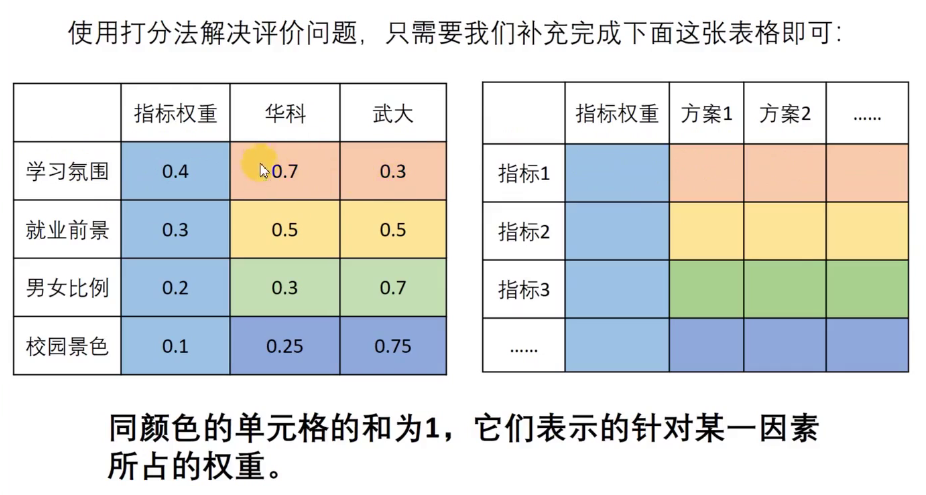 使用打分法解决评价问题，只需要我们补充完成下面这张表格即可：
指标权重 华科 武大
学习氛围 0.4 0.7 0.3
就业前景 0.3 0.5 0.5
男女比例 0.2 0.3 0.7
校园景色 0.1 0.25 0.75
指标权重 方案1 方案2 ……
指标1
指标2
指标3
……
同颜色的单元格的和为1，它们表示的针对某一因素
所占的权重。